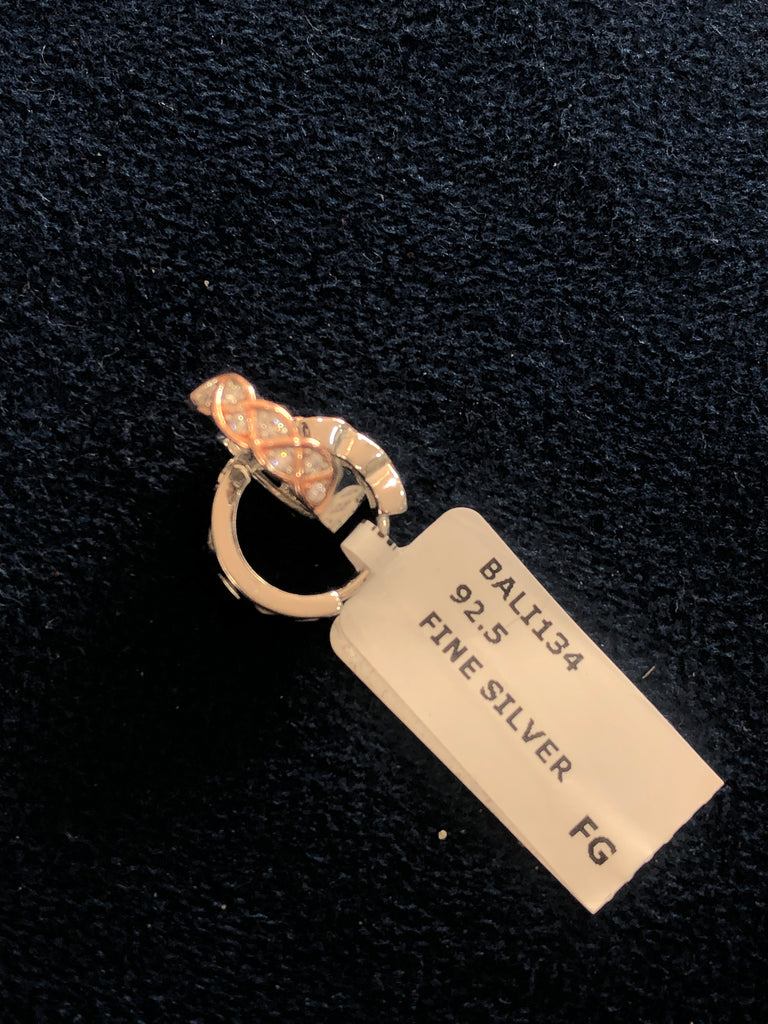 BALI134
92.5
FINE SILVER
FG